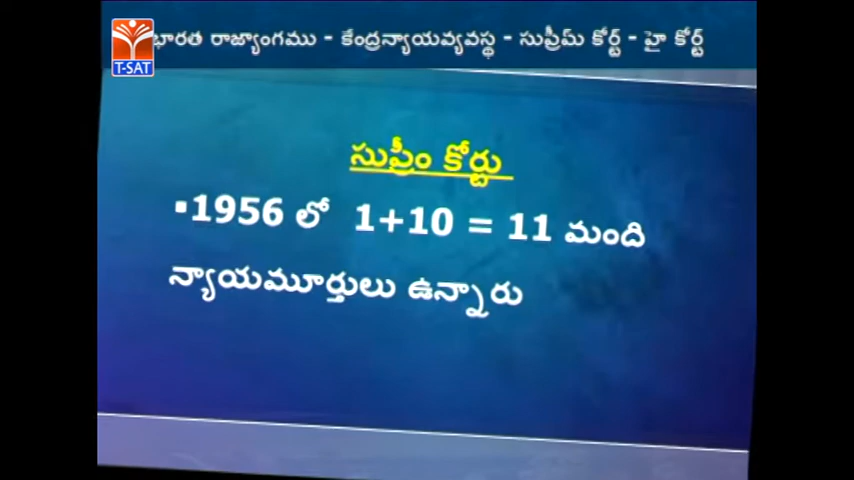 భారత రాజ్యాంగము - కేంద్రన్యాయవ్యవస్థ - సుప్రీమ్ కోర్ట్ - హై కోర్ట్
T-SAT
సుప్రీం కోర్టు
▪1956 లో 1+10 = 11 మంది
న్యాయమూర్తులు ఉన్నారు